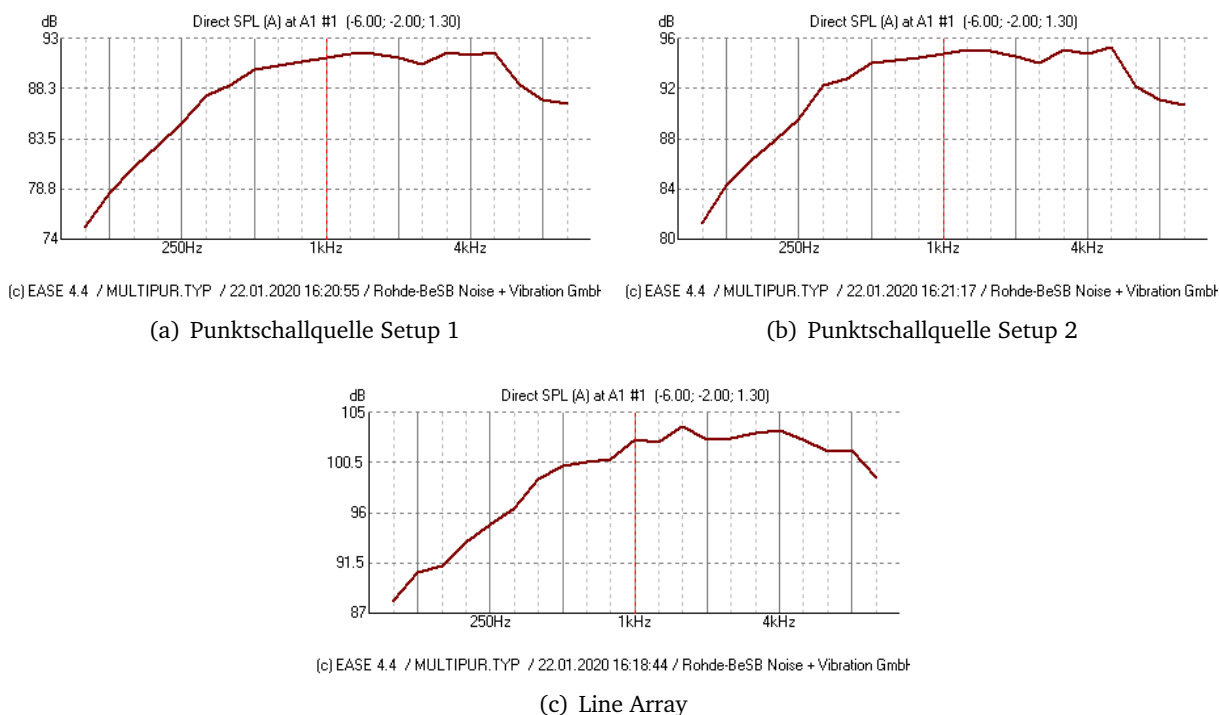 dB Direct SPL (A) at A1 #1 (-6.00; -2.00; 1.30)
93
88.3
83.5
78.8
74
250Hz 1kHz 4kHz
(c) EASE 4.4 / MULTIPUR.TYP / 22.01.2020 16:20:55 / Rohde-BeSB Noise + Vibration Gmb
(a) Punktschallquelle Setup 1
dB Direct SPL (A) at A1 #1 (-6.00; -2.00; 1.30)
96
92
88
84
80
250Hz 1kHz 4kHz
(c) EASE 4.4 / MULTIPUR.TYP / 22.01.2020 16:21:17 / Rohde-BeSB Noise + Vibration Gmb
(b) Punktschallquelle Setup 2
dB Direct SPL (A) at A1 #1 (-6.00; -2.00; 1.30)
105
100.5
96
91.5
87
250Hz 1kHz 4kHz
(c) EASE 4.4 / MULTIPUR.TYP / 22.01.2020 16:18:44 / Rohde-BeSB Noise + Vibration Gmb
(c) Line Array